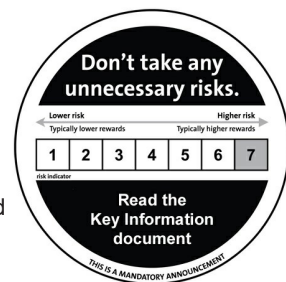 Don't take any
unnecessary risks.
Lower risk Higher risk
Typically lower rewards Typically higher rewards
1 2 3 4 5 6 7
risk indicator
Read the
Key Information
document
THIS IS A MANDATORY ANNOUNCEMENT
d